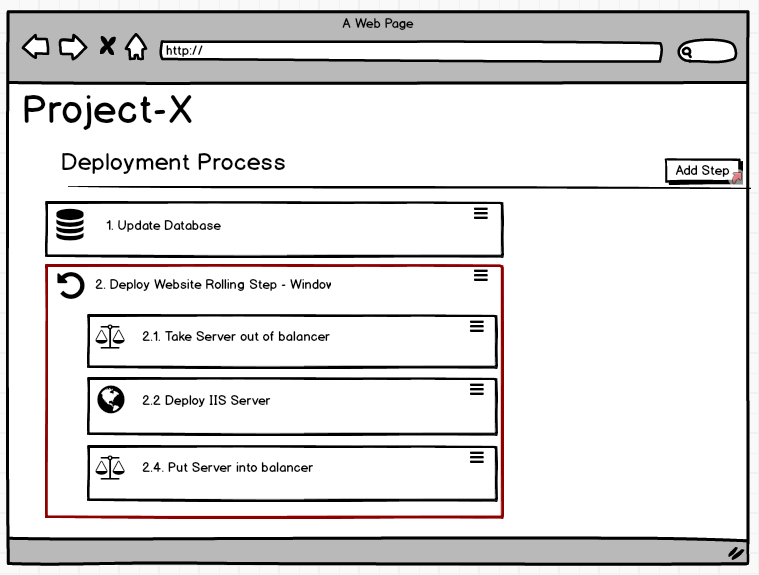 A Web Page
http://
Project-X
Deployment Process
Add Step
1. Update Database
2. Deploy Website Rolling Step - Window
2.1. Take Server out of balancer
2.2 Deploy IIS Server
2.4. Put Server into balancer